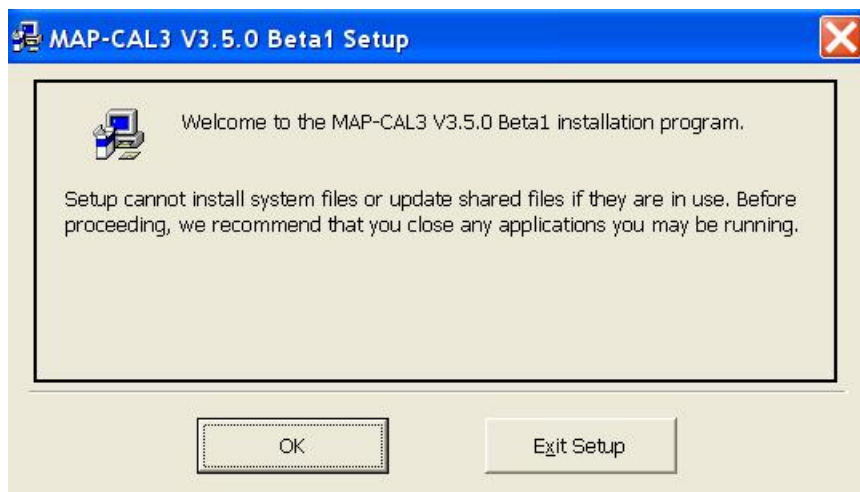 MAP-CAL3 V3.5.0 Beta1 Setup
Welcome to the MAP-CAL3 V3.5.0 Beta1 installation program.
Setup cannot install system files or update shared files if they are in use. Before
proceeding, we recommend that you close any applications you may be running.
OK
Exit Setup